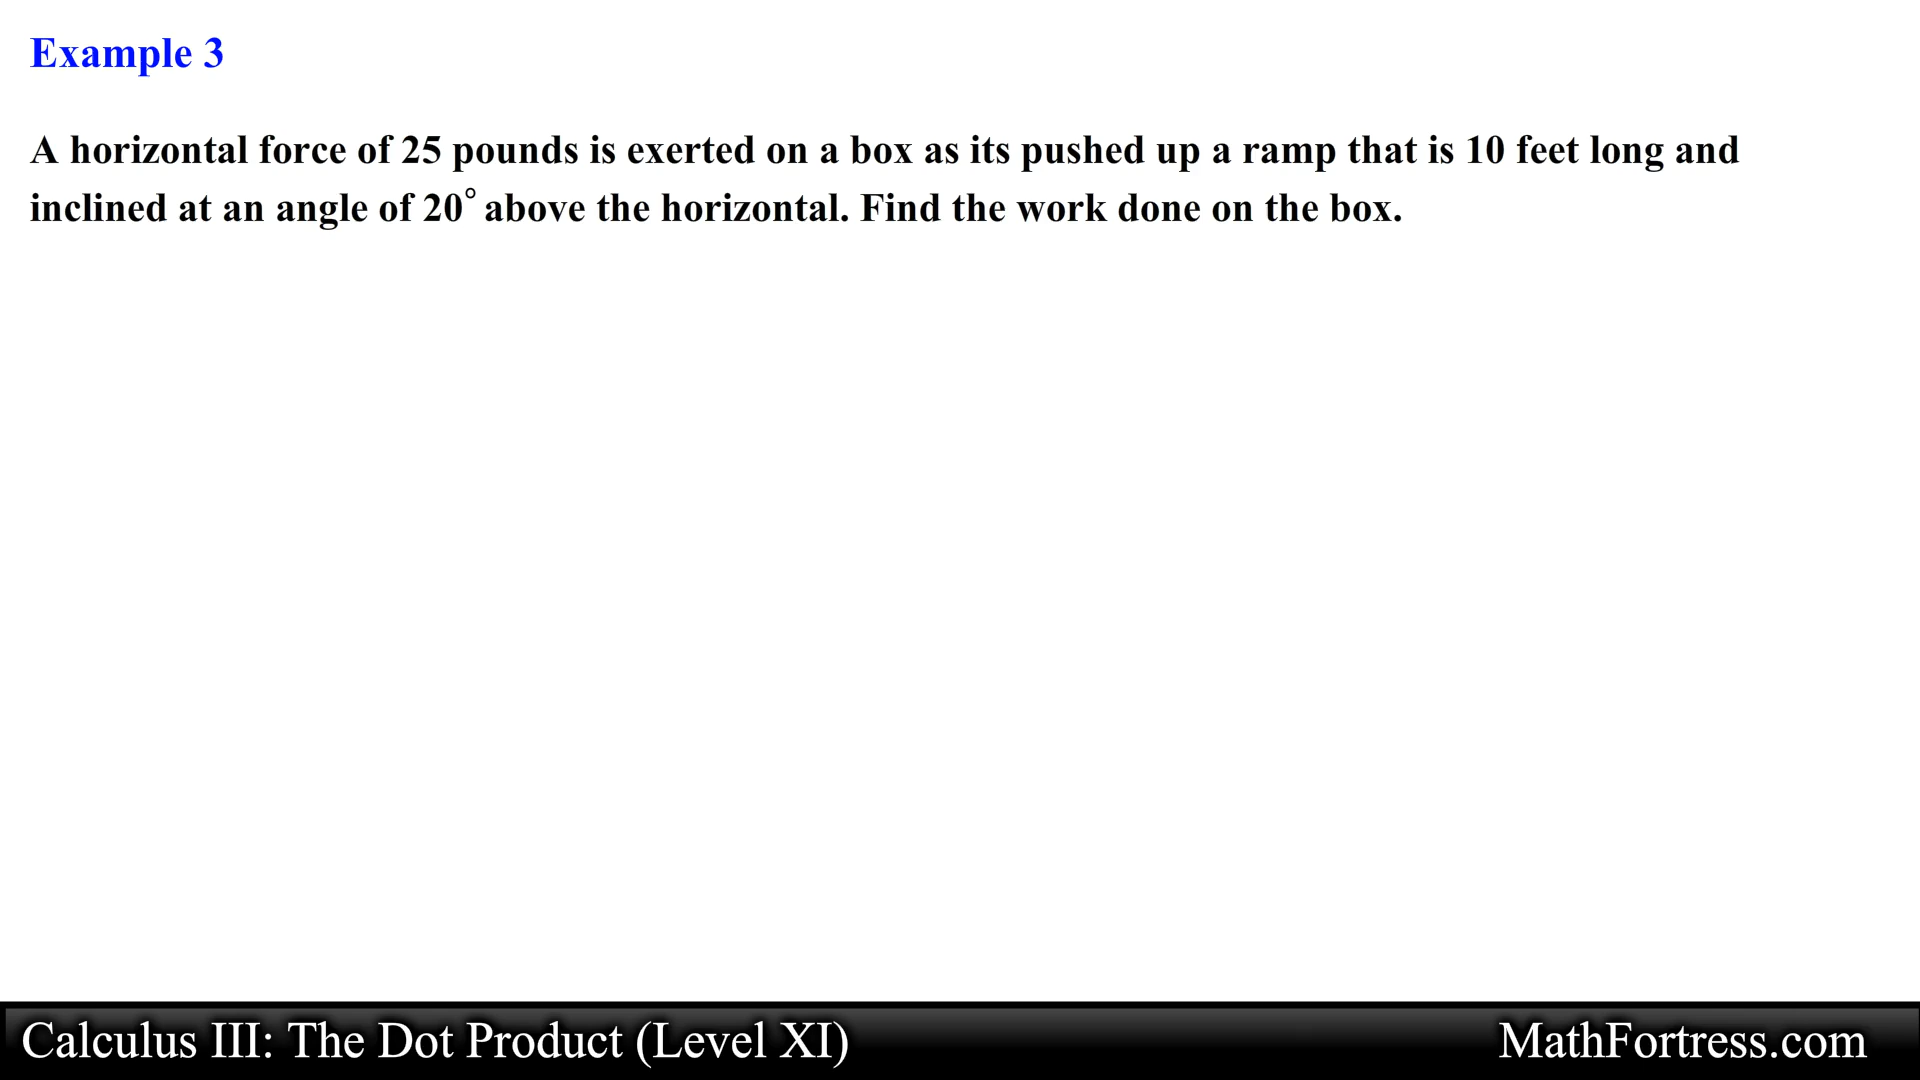 Example 3
A horizontal force of 25 pounds is exerted on a box as its pushed up a ramp that is 10 feet long and
inclined at an angle of 20° above the horizontal. Find the work done on the box.
Calculus III: The Dot Product (Level XI)
MathFortress.com